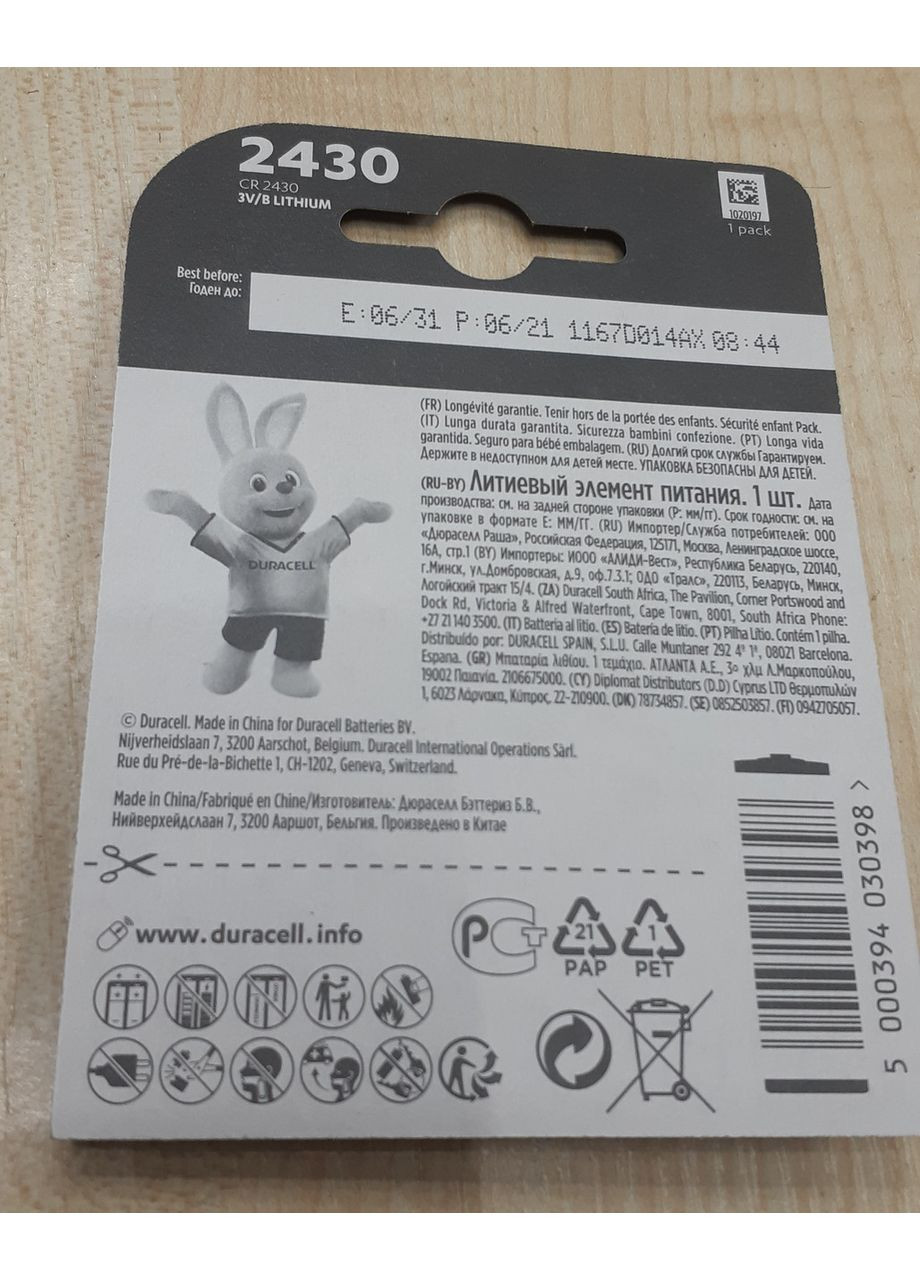 2430
CR 2430
3V/B LITHIUM
1020197
1 pack
Best before:
Годен до:
E:06/31 P:06/21 1167D014AX 08:44
DURACELL
(FR) Longévité garantie. Tenir hors de la portée des enfants. Sécurité enfant Pack.
(IT) Lunga durata garantita. Sicurezza bambini confezione. (PT) Longa vida
garantida. Seguro para bébé embalagem. (RU) Долгий срок службы Гарантируем.
Держите в недоступном для детей месте. УПАКОВКА БЕЗОПАСНЫ ДЛЯ ДЕТЕЙ.
(RU-BY) Литиевый элемент питания. 1 шт. Дата
производства: см. на задней стороне упаковки (P: мм/гг). Срок годности: см. на
упаковке в формате E: ММ/ГГ. (RU) Импортер/Служба потребителей: ООО
«Дюраселл Раша», Российская Федерация, 125171, Москва, Ленинградское шоссе,
16А, стр.1 (BY) Импортеры: ИООО «АЛИДИ-Вест», Республика Беларусь, 220140,
г.Минск, ул.Домбровская, д.9, оф.7.3.1; ОДО «Тралс», 220113, Беларусь, Минск,
Логойский тракт 15/4. (ZA) Duracell South Africa, The Pavilion, Corner Portswood and
Dock Rd, Victoria & Alfred Waterfront, Cape Town, 8001, South Africa Phone:
+27 21 140 3500. (IT) Batteria al litio. (ES) Bateria de litio. (PT) Pilha Lítio. Contém 1 pilha.
Distribuído por: DURACELL SPAIN, S.L.U. Calle Muntaner 292 4º 1ª, 08021 Barcelona.
Espana. (GR) Μπαταρία λιθίου. 1 τεμάχιο. ΑΤΛΑΝΤΑ Α.Ε., 3ο χλμ Λ.Μαρκοπούλου,
19002 Παιανία. 2106675000. (CY) Diplomat Distributors (D.D) Cyprus LTD Θερμοπυλών
1, 6023 Λάρνακα, Κύπρος, 22-210900. (DK) 78734857. (SE) 0852503857. (FI) 0942705057.
© Duracell. Made in China for Duracell Batteries BV.
Nijverheidslaan 7, 3200 Aarschot, Belgium. Duracell International Operations Sàrl.
Rue du Pré-de-la-Bichette 1, CH-1202, Geneva, Switzerland.
Made in China/Fabriqué en Chine/Изготовитель: Дюраселл Бэттериз Б.В.,
Нийверхейдслаан 7, 3200 Ааршот, Бельгия. Произведено в Китае
www.duracell.info
РСТ
21
PAP
1
PET
5 000394 030398 >